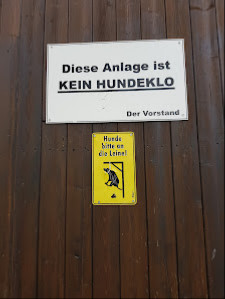 Diese Anlage ist
KEIN HUNDEKLO
Der Vorstand
Hunde
bitte an
die Leine!